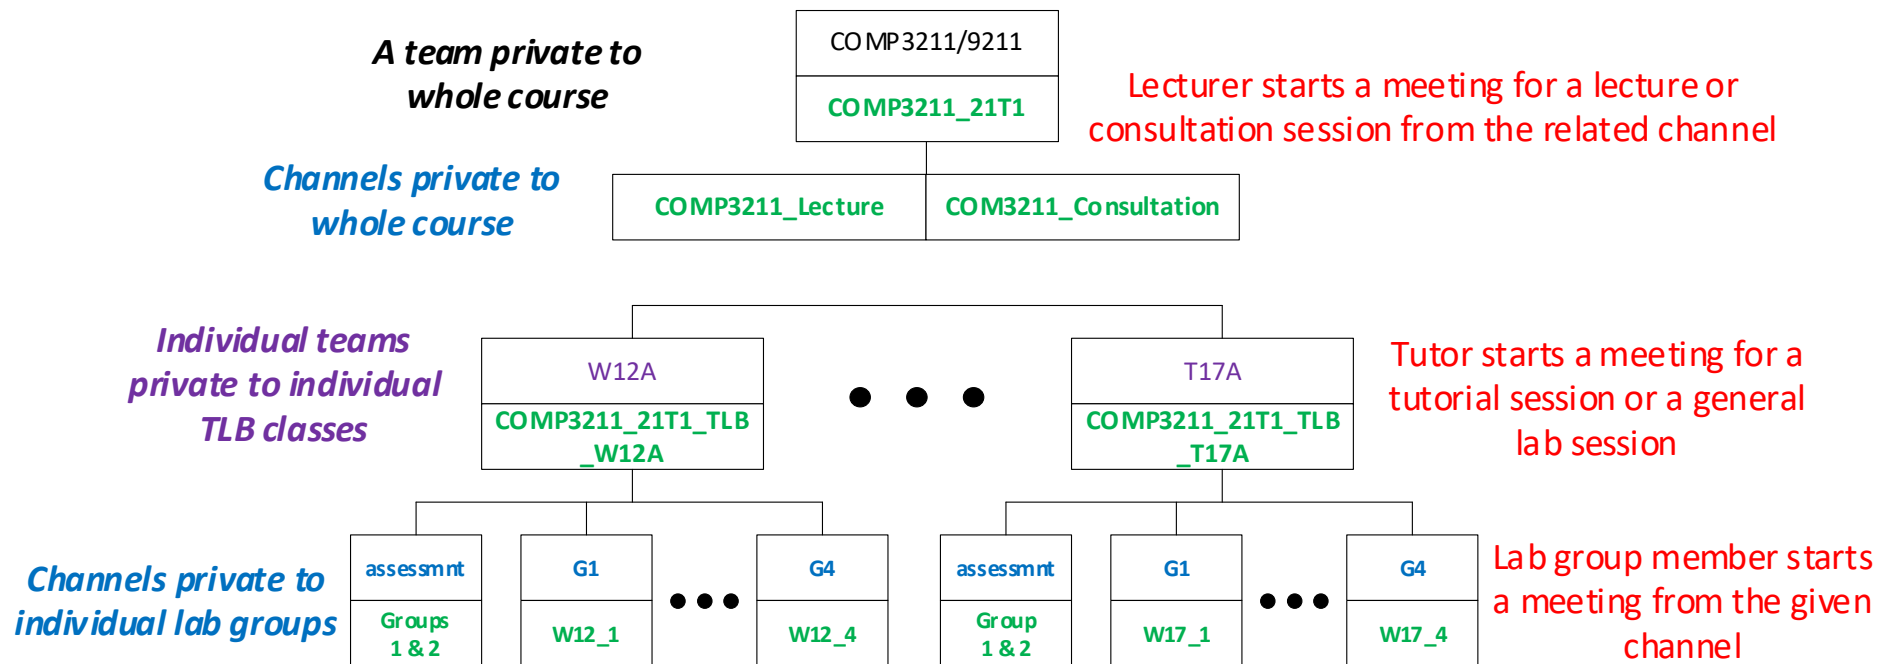 A team private to
whole course
COMP3211/9211
COMP3211_21T1
Lecturer starts a meeting for a lecture or
consultation session from the related channel
Channels private to
whole course
COMP3211_Lecture
COM3211_Consultation
Individual teams
private to individual
TLB classes
W12A
COMP3211_21T1_TLB
_W12A
T17A
COMP3211_21T1_TLB
_T17A
Tutor starts a meeting for a
tutorial session or a general
lab session
Channels private to
individual lab groups
assessmnt
Groups
1 & 2
G1
W12_1
G4
W12_4
assessmnt
Group
1 & 2
G1
W17_1
G4
W17_4
Lab group member starts
a meeting from the given
channel